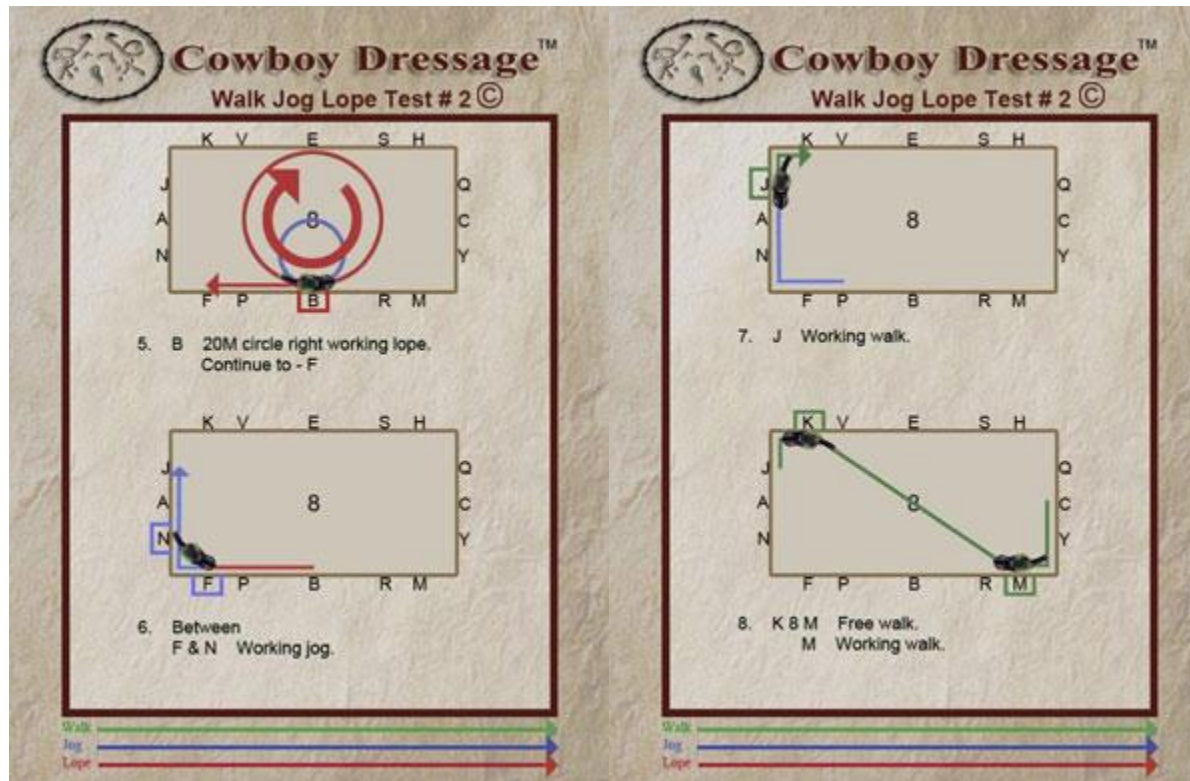 Cowboy Dressage™
Walk Jog Lope Test # 2 ©
K V E S H
J Q
8
A C
N Y
F P B R M
5. B 20M circle right working lope.
Continue to - F
K V E S H
J Q
A 8 C
N Y
F P B R M
6. Between
F & N Working jog.
Walk
Jog
Lope
Cowboy Dressage™
Walk Jog Lope Test # 2 ©
K V E S H
J Q
A 8 C
N Y
F P B R M
7. J Working walk.
K V E S H
J Q
A 8 C
N Y
F P B R M
8. K 8 M Free walk.
M Working walk.
Walk
Jog
Lope